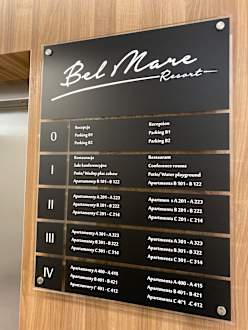 Bel Mare
Resort
0
Recepcja
Parking B1
Parking B2
Reception
Parking B1
Parking B2
I
Restauracja
Sale konferencyjne
Patio/Wodny plac zabaw
Apartamenty B 101 - B 122
Restaurant
Conference rooms
Patio/Water playground
Apartments B 101 - B 122
II
Apartamenty A 201 - A 223
Apartamenty B 201 - B 222
Apartamenty C 201 - C 214
Apartments A 201 - A 223
Apartments B 201 - B 222
Apartments C 201 - C 214
III
Apartamenty A 301 - A 323
Apartamenty B 301 - B 322
Apartamenty C 301 - C 314
Apartments A 301 - A 323
Apartments B 301 - B 322
Apartments C 301 - C 314
IV
Apartamenty A 400 - A 415
Apartamenty B 401 - B 421
Apartamenty C 401 - C 412
Apartments A 400 - A 415
Apartments B 401 - B 421
Apartments C 401 - C 412